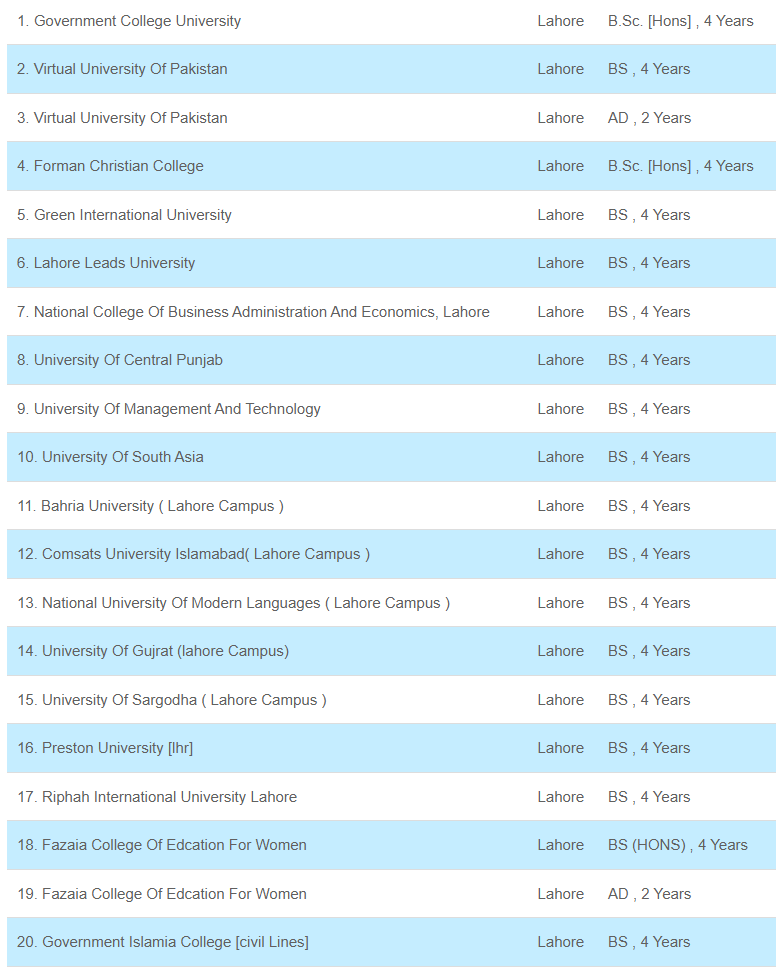 1. Government College University Lahore B.Sc. [Hons] , 4 Years
2. Virtual University Of Pakistan Lahore BS , 4 Years
3. Virtual University Of Pakistan Lahore AD , 2 Years
4. Forman Christian College Lahore B.Sc. [Hons] , 4 Years
5. Green International University Lahore BS , 4 Years
6. Lahore Leads University Lahore BS , 4 Years
7. National College Of Business Administration And Economics, Lahore Lahore BS , 4 Years
8. University Of Central Punjab Lahore BS , 4 Years
9. University Of Management And Technology Lahore BS , 4 Years
10. University Of South Asia Lahore BS , 4 Years
11. Bahria University ( Lahore Campus ) Lahore BS , 4 Years
12. Comsats University Islamabad( Lahore Campus ) Lahore BS , 4 Years
13. National University Of Modern Languages ( Lahore Campus ) Lahore BS , 4 Years
14. University Of Gujrat (lahore Campus) Lahore BS , 4 Years
15. University Of Sargodha ( Lahore Campus ) Lahore BS , 4 Years
16. Preston University [lhr] Lahore BS , 4 Years
17. Riphah International University Lahore Lahore BS , 4 Years
18. Fazaia College Of Edcation For Women Lahore BS (HONS) , 4 Years
19. Fazaia College Of Edcation For Women Lahore AD , 2 Years
20. Government Islamia College [civil Lines] Lahore BS , 4 Years